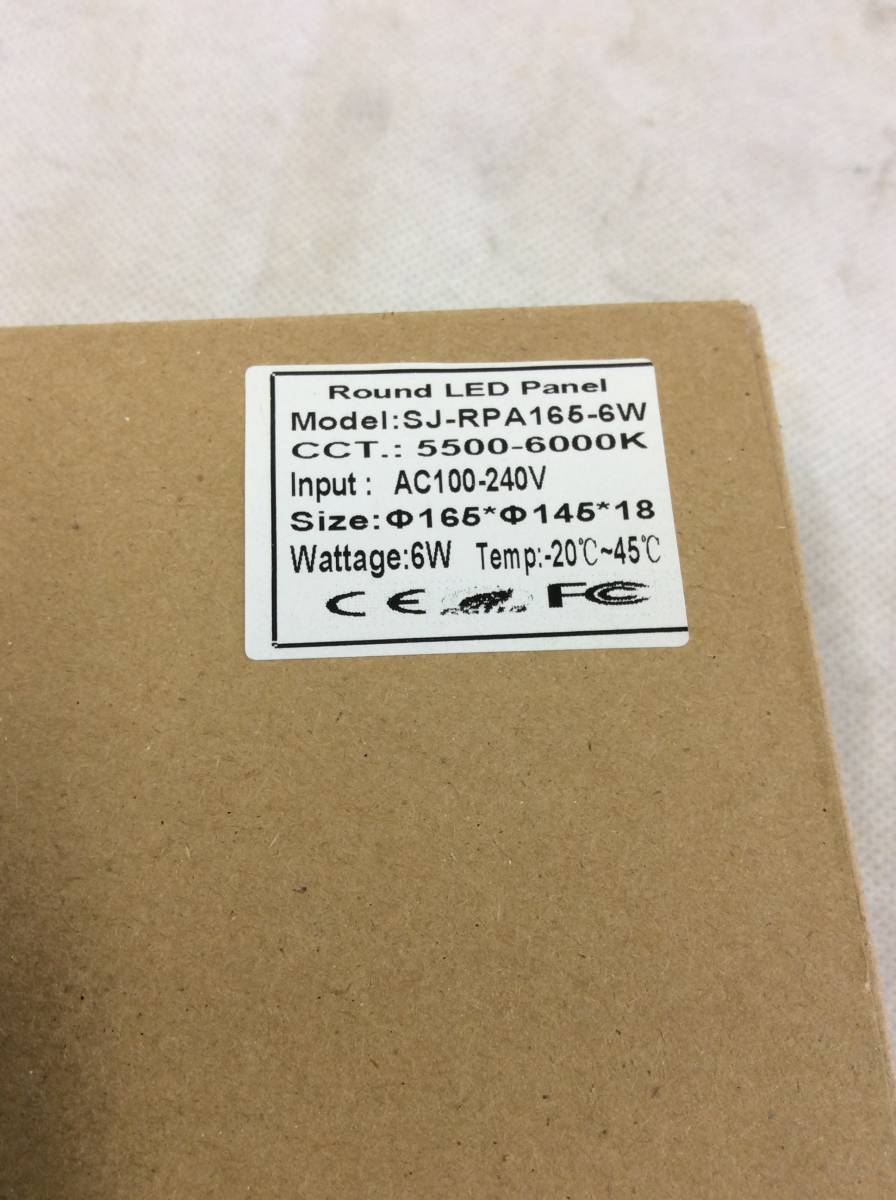 Round LED Panel
Model:SJ-RPA165-6W
CCT.: 5500-6000K
Input : AC100-240V
Size:Φ165*Φ145*18
Wattage:6W Temp:-20℃~45℃
CE FC